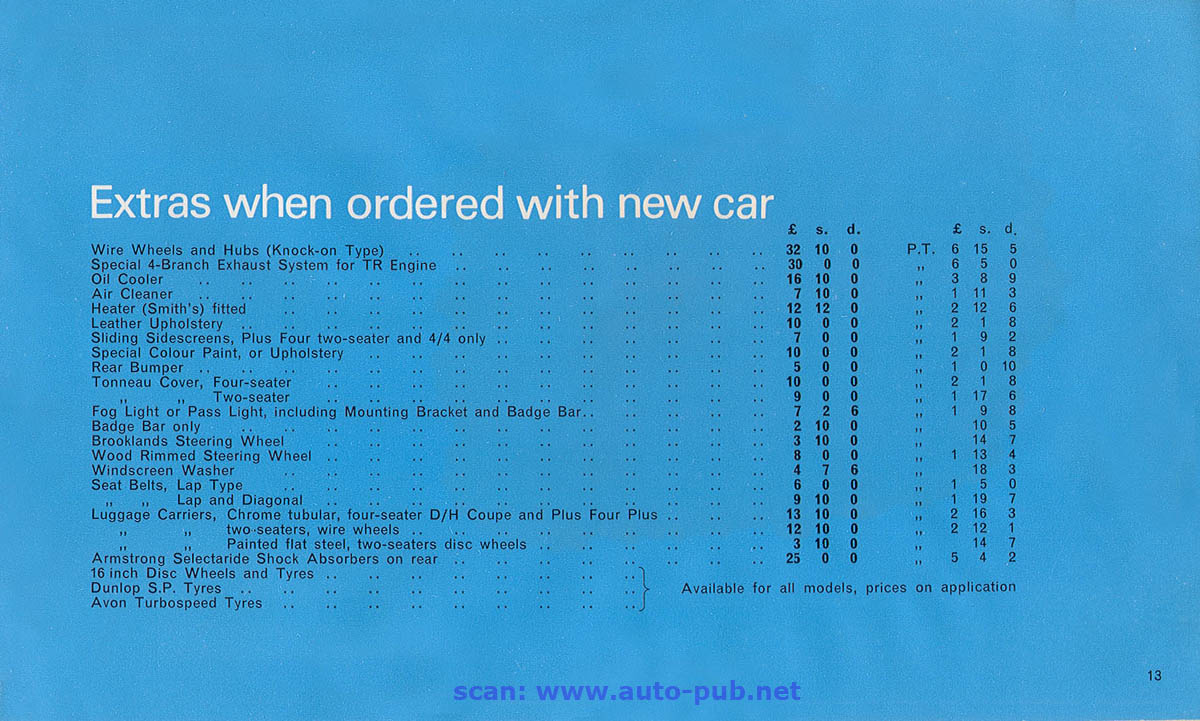 Extras when ordered with new car
£ s. d. £ s. d.
Wire Wheels and Hubs (Knock-on Type) .. .. .. .. .. .. .. .. .. 32 10 0 P.T. 6 15 5
Special 4-Branch Exhaust System for TR Engine .. .. .. .. .. .. .. .. 30 0 0 ,, 6 5 0
Oil Cooler .. .. .. .. .. .. .. .. .. .. .. .. .. .. 16 10 0 ,, 3 8 9
Air Cleaner .. .. .. .. .. .. .. .. .. .. .. .. .. .. 7 10 0 ,, 1 11 3
Heater (Smith's) fitted .. .. .. .. .. .. .. .. .. .. .. .. 12 12 0 ,, 2 12 6
Leather Upholstery .. .. .. .. .. .. .. .. .. .. .. .. .. 10 0 0 ,, 2 1 8
Sliding Sidescreens, Plus Four two-seater and 4/4 only .. .. .. .. .. .. .. 7 0 0 ,, 1 9 2
Special Colour Paint, or Upholstery .. .. .. .. .. .. .. .. .. .. 10 0 0 ,, 2 1 8
Rear Bumper .. .. .. .. .. .. .. .. .. .. .. .. .. .. 5 0 0 ,, 1 0 10
Tonneau Cover, Four-seater .. .. .. .. .. .. .. .. .. .. .. 10 0 0 ,, 2 1 8
,, ,, Two-seater .. .. .. .. .. .. .. .. .. .. .. 9 0 0 ,, 1 17 6
Fog Light or Pass Light, including Mounting Bracket and Badge Bar.. .. .. .. .. 7 2 6 ,, 1 9 8
Badge Bar only .. .. .. .. .. .. .. .. .. .. .. .. .. 2 10 0 ,, 10 5
Brooklands Steering Wheel .. .. .. .. .. .. .. .. .. .. .. 3 10 0 ,, 14 7
Wood Rimmed Steering Wheel .. .. .. .. .. .. .. .. .. .. .. 8 0 0 ,, 1 13 4
Windscreen Washer .. .. .. .. .. .. .. .. .. .. .. .. 4 7 6 ,, 18 3
Seat Belts, Lap Type .. .. .. .. .. .. .. .. .. .. .. .. 6 0 0 ,, 1 5 0
,, ,, Lap and Diagonal .. .. .. .. .. .. .. .. .. .. .. 9 10 0 ,, 1 19 7
Luggage Carriers, Chrome tubular, four-seater D/H Coupe and Plus Four Plus .. .. .. 13 10 0 ,, 2 16 3
,, ,, two-seaters, wire wheels .. .. .. .. .. .. .. .. .. 12 10 0 ,, 2 12 1
,, ,, Painted flat steel, two-seaters disc wheels .. .. .. .. .. .. 3 10 0 ,, 14 7
Armstrong Selectaride Shock Absorbers on rear .. .. .. .. .. .. .. .. 25 0 0 ,, 5 4 2
16 inch Disc Wheels and Tyres .. .. .. .. .. .. .. ..
Dunlop S.P. Tyres .. .. .. .. .. .. .. .. .. .. Available for all models, prices on application
Avon Turbospeed Tyres .. .. .. .. .. .. .. .. ..
13
scan: www.auto-pub.net